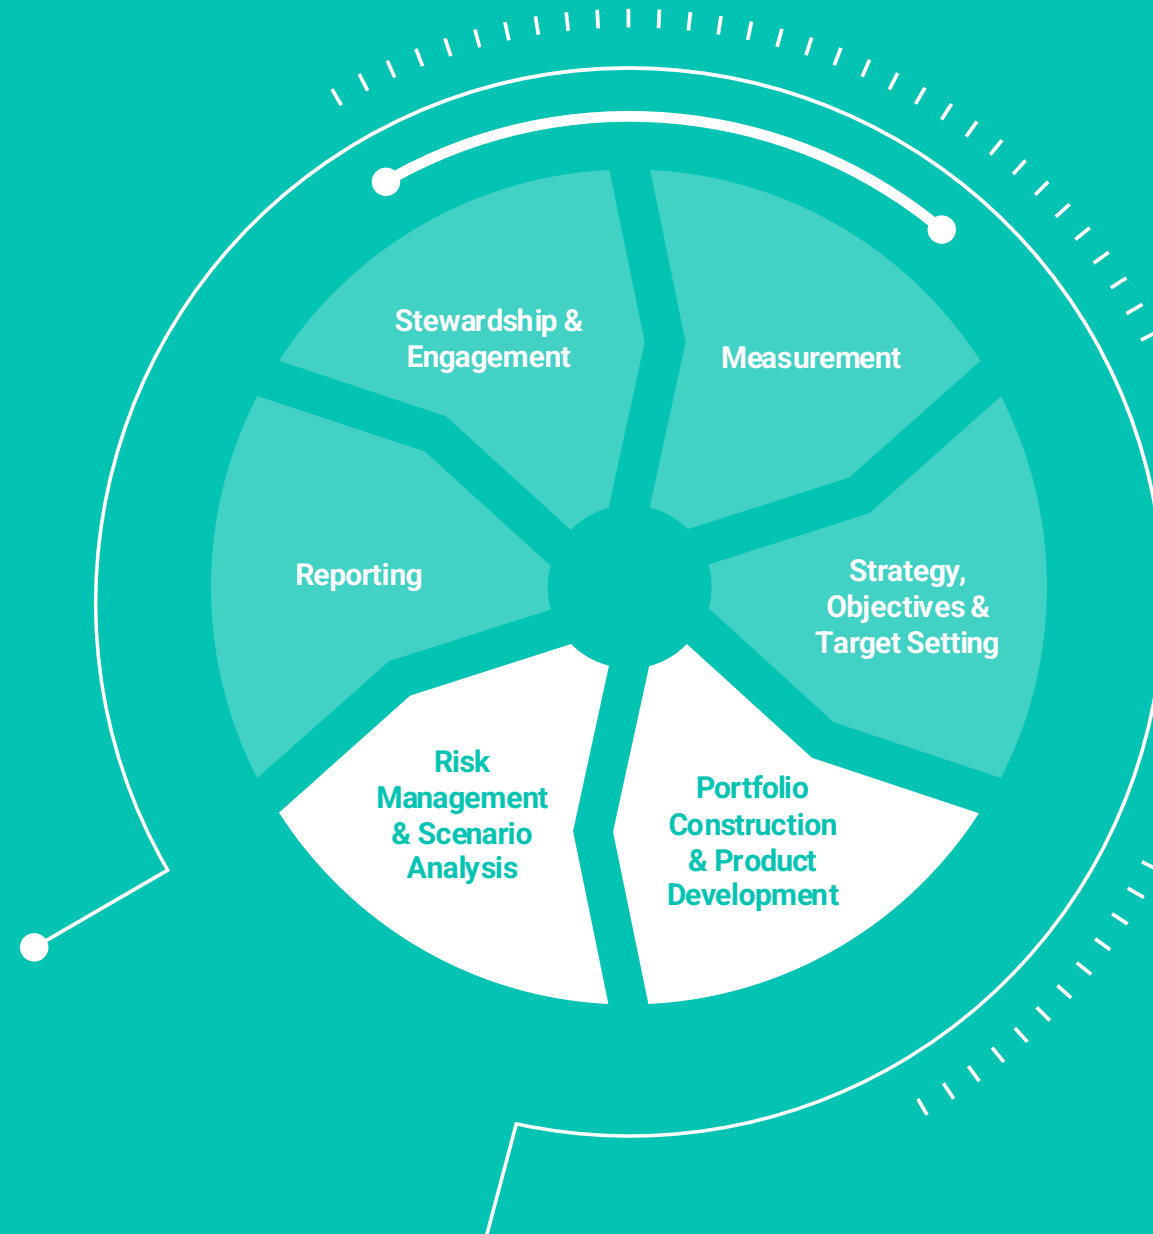 Stewardship &
Engagement
Measurement
Reporting
Strategy,
Objectives &
Target Setting
Risk
Management
& Scenario
Analysis
Portfolio
Construction
& Product
Development